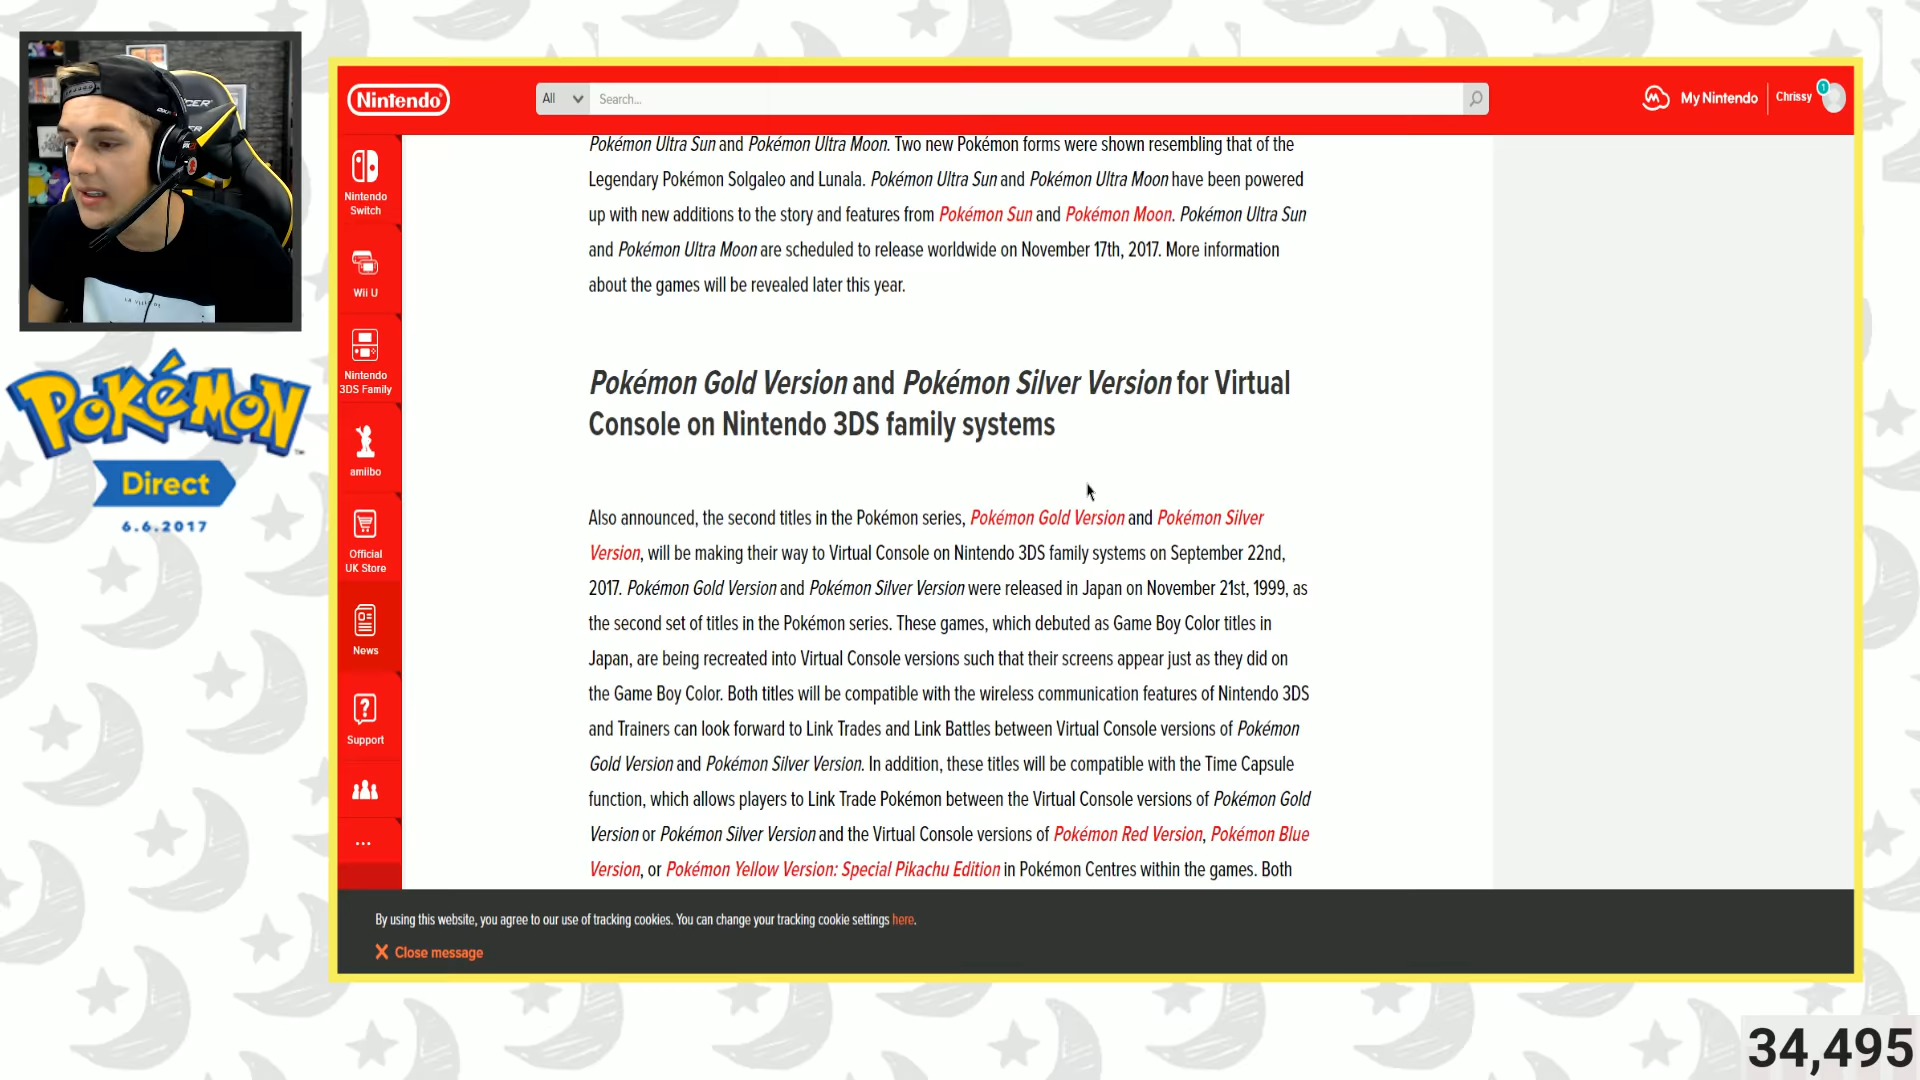 Nintendo
All
Search...
My Nintendo
Chrissy
1
Pokémon Ultra Sun and Pokémon Ultra Moon. Two new Pokémon forms were shown resembling that of the
Legendary Pokémon Solgaleo and Lunala. Pokémon Ultra Sun and Pokémon Ultra Moon have been powered
up with new additions to the story and features from Pokémon Sun and Pokémon Moon. Pokémon Ultra Sun
and Pokémon Ultra Moon are scheduled to release worldwide on November 17th, 2017. More information
about the games will be revealed later this year.
Pokémon Gold Version and Pokémon Silver Version for Virtual
Console on Nintendo 3DS family systems
Also announced, the second titles in the Pokémon series, Pokémon Gold Version and Pokémon Silver
Version, will be making their way to Virtual Console on Nintendo 3DS family systems on September 22nd,
2017. Pokémon Gold Version and Pokémon Silver Version were released in Japan on November 21st, 1999, as
the second set of titles in the Pokémon series. These games, which debuted as Game Boy Color titles in
Japan, are being recreated into Virtual Console versions such that their screens appear just as they did on
the Game Boy Color. Both titles will be compatible with the wireless communication features of Nintendo 3DS
and Trainers can look forward to Link Trades and Link Battles between Virtual Console versions of Pokémon
Gold Version and Pokémon Silver Version. In addition, these titles will be compatible with the Time Capsule
function, which allows players to Link Trade Pokémon between the Virtual Console versions of Pokémon Gold
Version or Pokémon Silver Version and the Virtual Console versions of Pokémon Red Version, Pokémon Blue
Version, or Pokémon Yellow Version: Special Pikachu Edition in Pokémon Centres within the games. Both
Nintendo
Switch
Wii U
Nintendo
3DS Family
amiibo
Official
UK Store
News
Support
...
By using this website, you agree to our use of tracking cookies. You can change your tracking cookie settings here.
Close message
POKéMON
Direct
6.6.2017
34,495